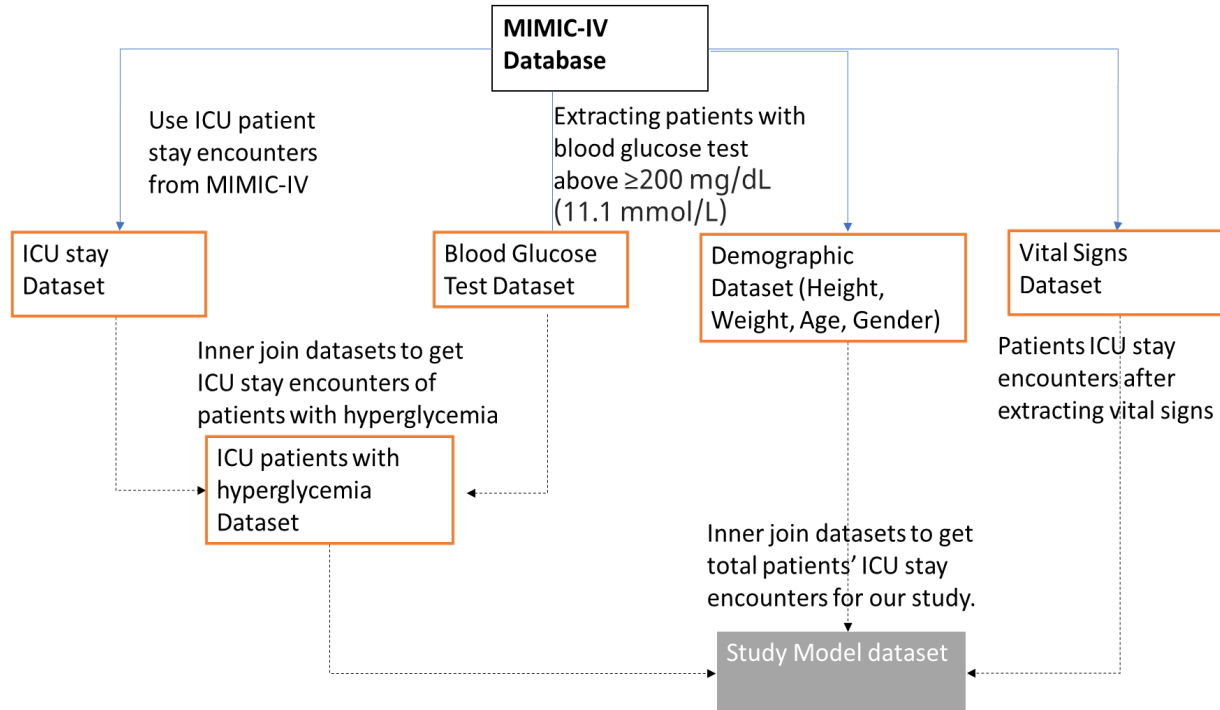 MIMIC-IV
Database
Use ICU patient
stay encounters
from MIMIC-IV
Extracting patients with
blood glucose test
above ≥200 mg/dL
(11.1 mmol/L)
ICU stay
Dataset
Blood Glucose
Test Dataset
Demographic
Dataset (Height,
Weight, Age, Gender)
Vital Signs
Dataset
Inner join datasets to get
ICU stay encounters of
patients with hyperglycemia
Patients ICU stay
encounters after
extracting vital signs
ICU patients with
hyperglycemia
Dataset
Inner join datasets to get
total patients’ ICU stay
encounters for our study.
Study Model dataset